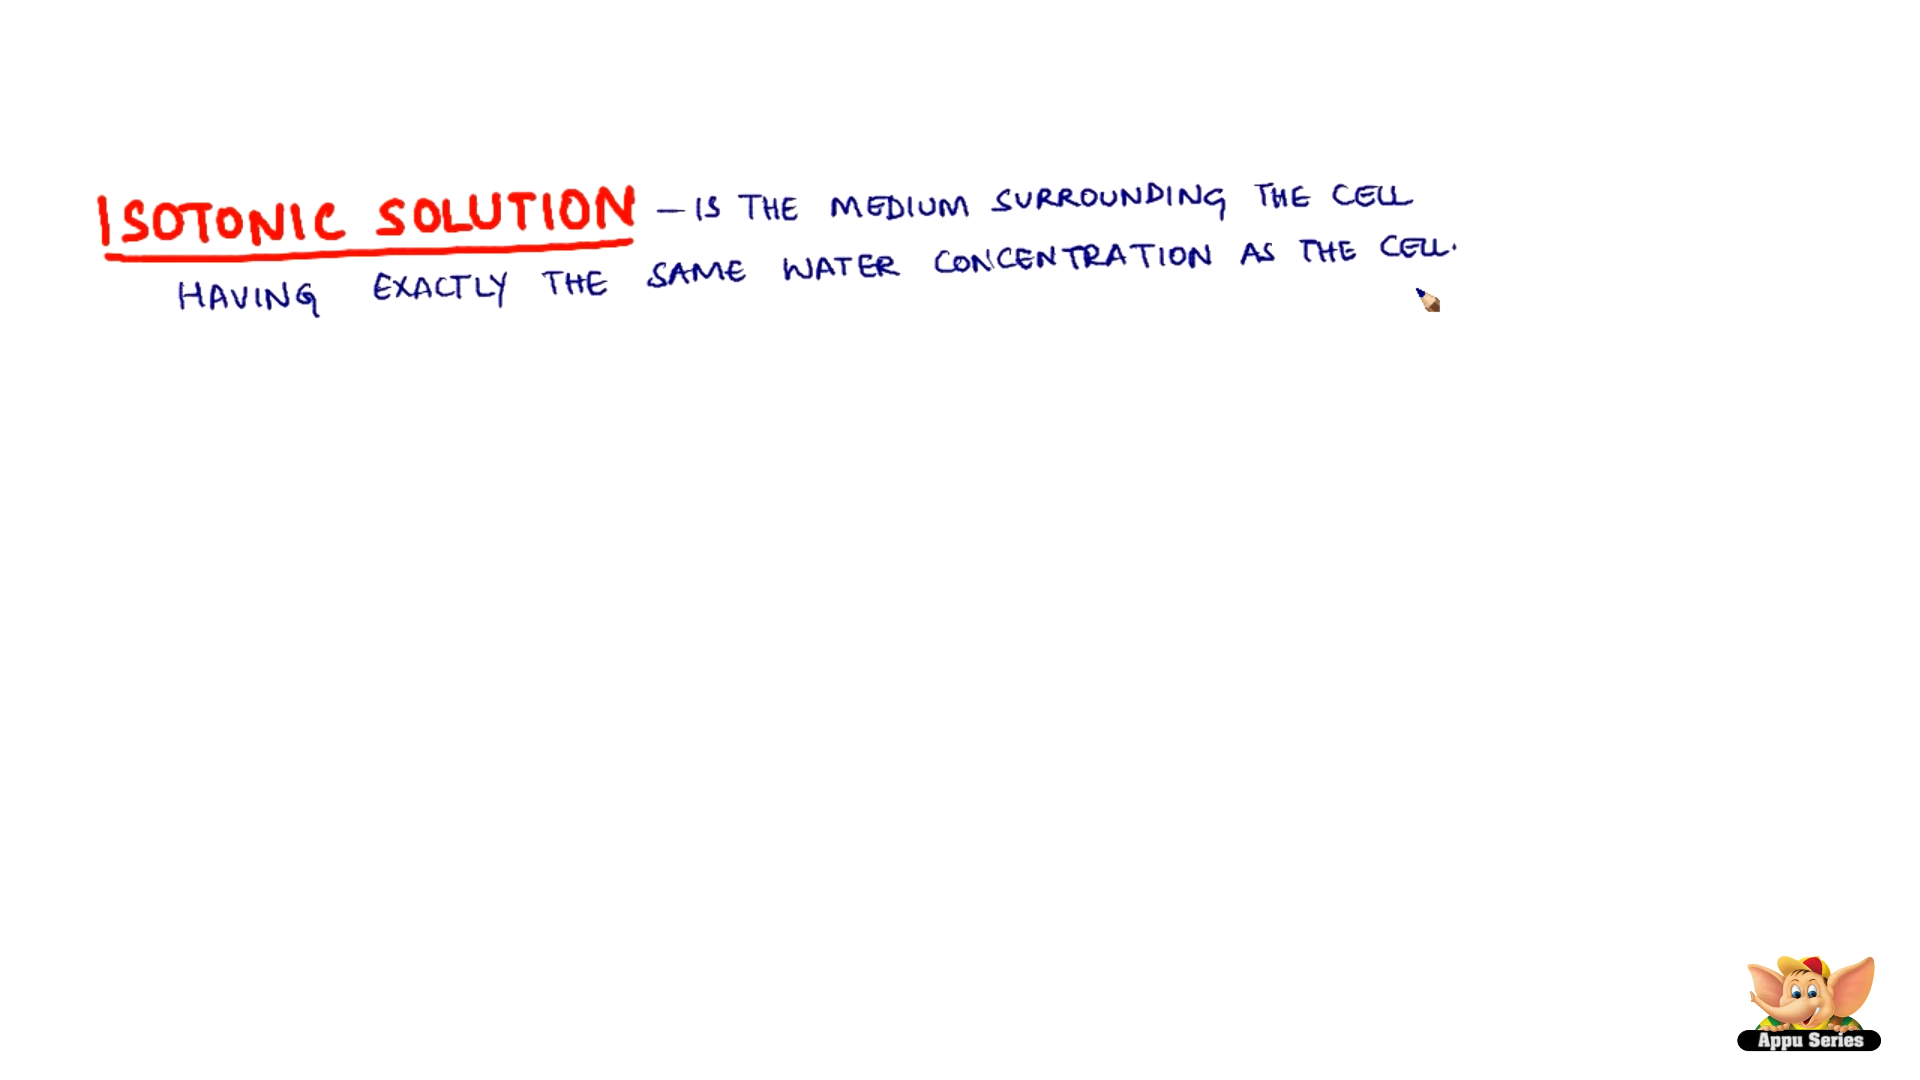 ISOTONIC SOLUTION – IS THE MEDIUM SURROUNDING THE CELL
HAVING EXACTLY THE SAME WATER CONCENTRATION AS THE CELL.
Appu Series